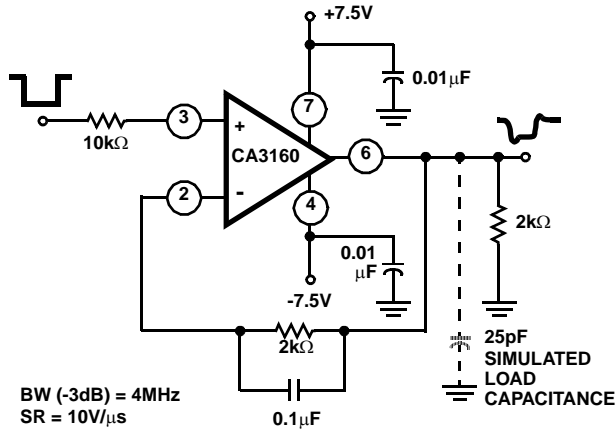 +7.5V
0.01μF
7
3
+
10kΩ
CA3160
6
2
-
4
2kΩ
0.01
μF
-7.5V
2kΩ
25pF
SIMULATED
LOAD
CAPACITANCE
BW (-3dB) = 4MHz
SR = 10V/μs
0.1μF